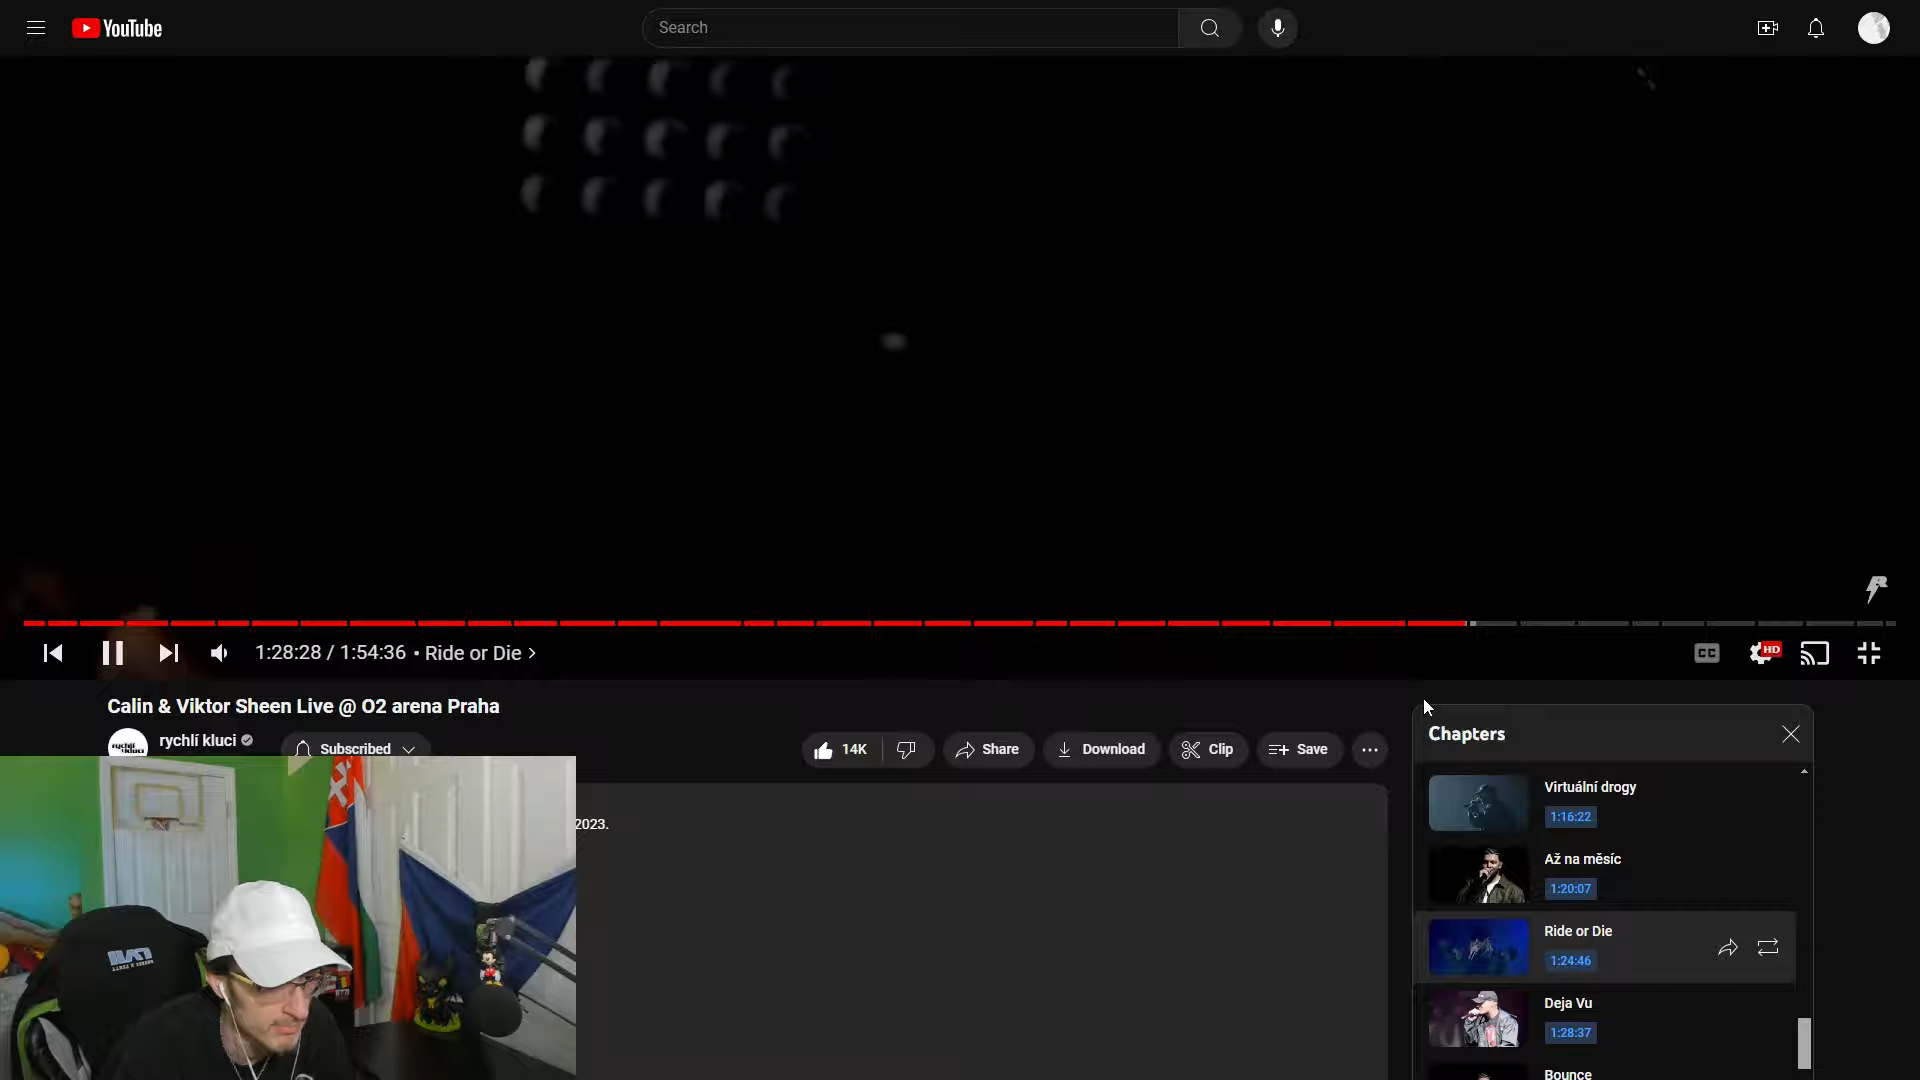 YouTube
Search
1:28:28 / 1:54:36 • Ride or Die
CC
HD
Calin & Viktor Sheen Live @ O2 arena Praha
rychlí kluci
Subscribed
14K
Share
Download
Clip
Save
2023.
Chapters
Virtuální drogy
1:16:22
Až na měsíc
1:20:07
Ride or Die
1:24:46
Deja Vu
1:28:37
Bounce